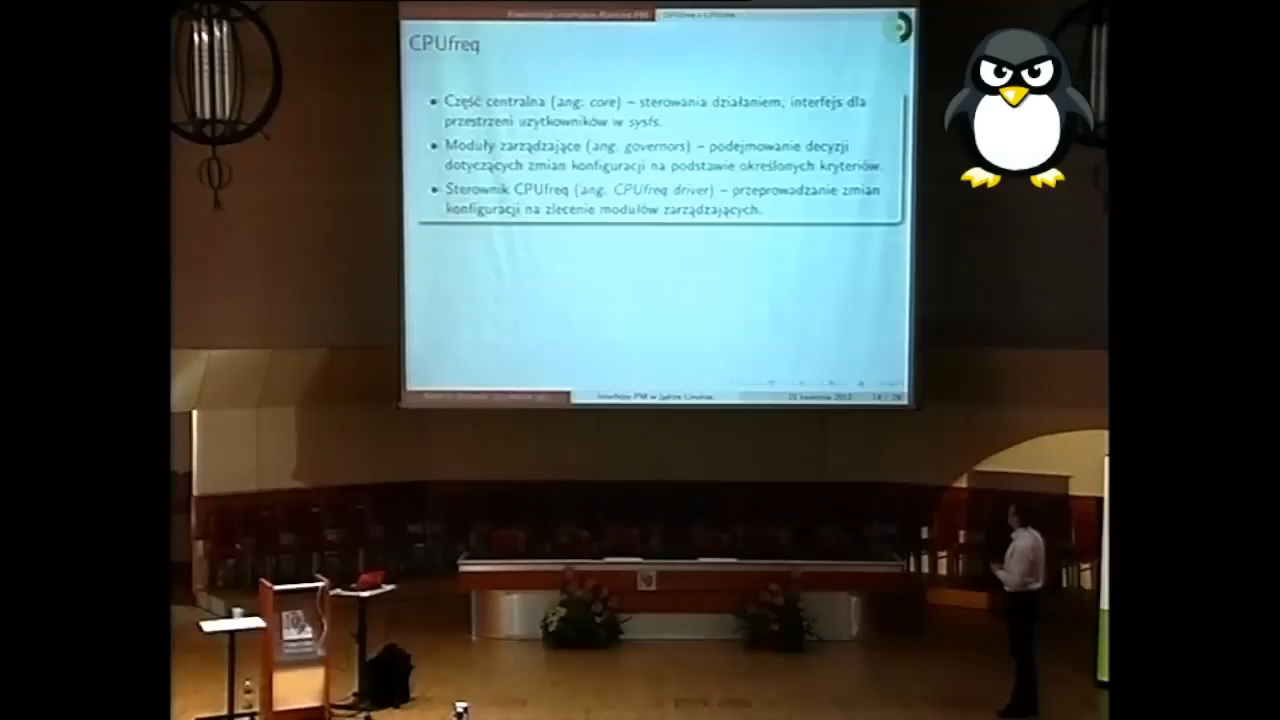 CPUfreq
• Część centralna (ang. core) – sterowania działaniem, interfejs dla
przestrzeni użytkowników w sysfs.
• Moduły zarządzające (ang. governors) – podejmowanie decyzji
dotyczących zmian konfiguracji na podstawie określonych kryteriów.
• Sterownik CPUfreq (ang. CPUfreq driver) – przeprowadzanie zmian
konfiguracji na zlecenie modułów zarządzających.
Interfejsy PM w jądrze Linuksa